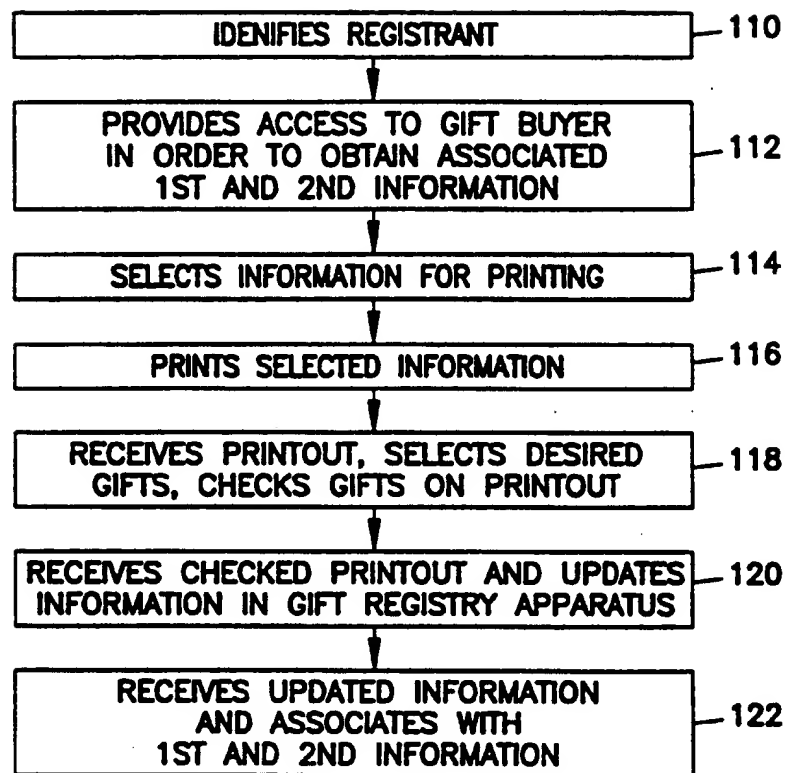 IDENIFIES REGISTRANT
110
PROVIDES ACCESS TO GIFT BUYER
IN ORDER TO OBTAIN ASSOCIATED
1ST AND 2ND INFORMATION
112
SELECTS INFORMATION FOR PRINTING
114
PRINTS SELECTED INFORMATION
116
RECEIVES PRINTOUT, SELECTS DESIRED
GIFTS, CHECKS GIFTS ON PRINTOUT
118
RECEIVES CHECKED PRINTOUT AND UPDATES
INFORMATION IN GIFT REGISTRY APPARATUS
120
RECEIVES UPDATED INFORMATION
AND ASSOCIATES WITH
1ST AND 2ND INFORMATION
122